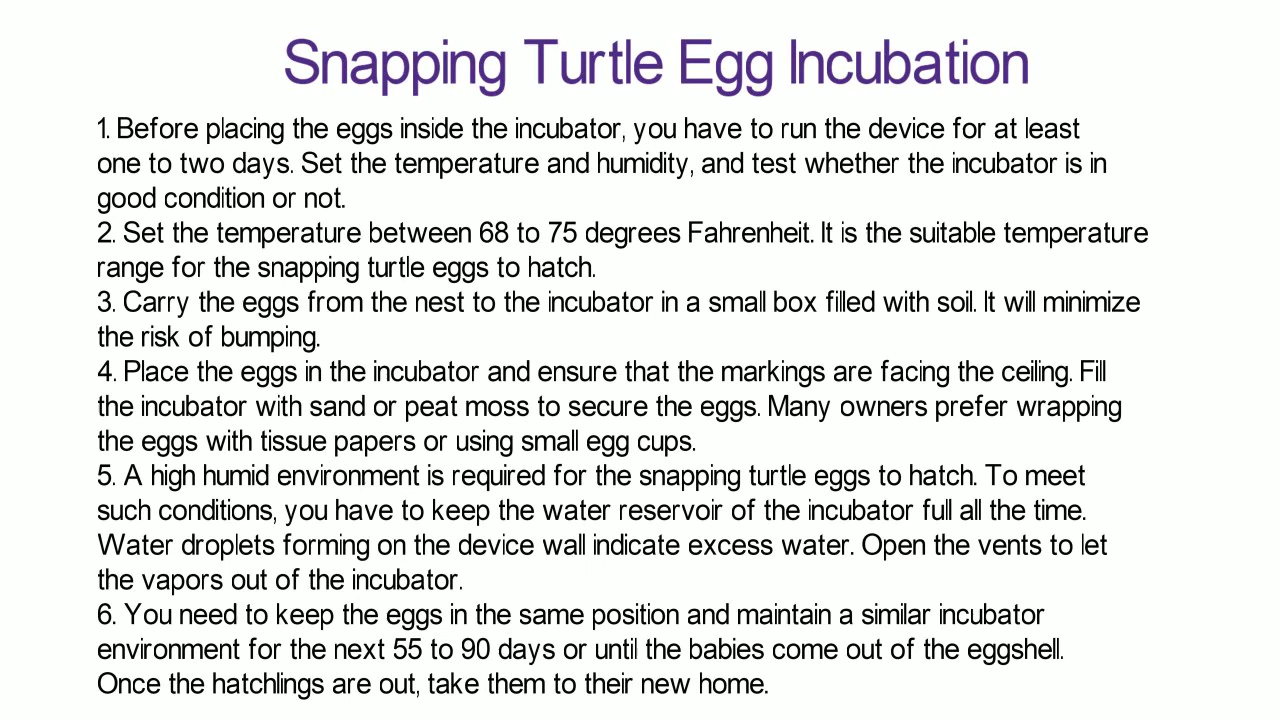 Snapping Turtle Egg Incubation
1. Before placing the eggs inside the incubator, you have to run the device for at least
one to two days. Set the temperature and humidity, and test whether the incubator is in
good condition or not.
2. Set the temperature between 68 to 75 degrees Fahrenheit. It is the suitable temperature
range for the snapping turtle eggs to hatch.
3. Carry the eggs from the nest to the incubator in a small box filled with soil. It will minimize
the risk of bumping.
4. Place the eggs in the incubator and ensure that the markings are facing the ceiling. Fill
the incubator with sand or peat moss to secure the eggs. Many owners prefer wrapping
the eggs with tissue papers or using small egg cups.
5. A high humid environment is required for the snapping turtle eggs to hatch. To meet
such conditions, you have to keep the water reservoir of the incubator full all the time.
Water droplets forming on the device wall indicate excess water. Open the vents to let
the vapors out of the incubator.
6. You need to keep the eggs in the same position and maintain a similar incubator
environment for the next 55 to 90 days or until the babies come out of the eggshell.
Once the hatchlings are out, take them to their new home.